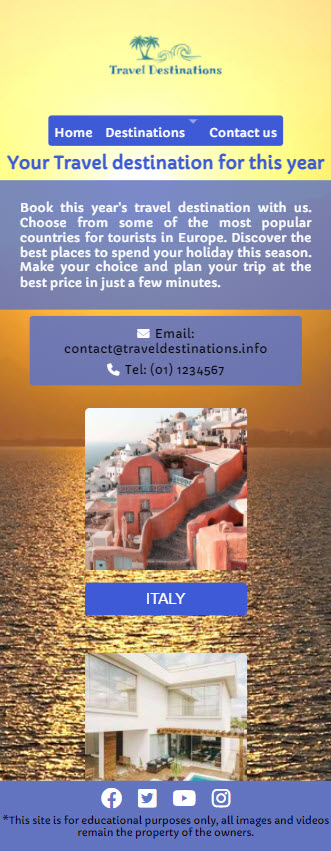 Travel Destinations
Home Destinations Contact us
Your Travel destination for this year
Book this year's travel destination with us.
Choose from some of the most popular
countries for tourists in Europe. Discover the
best places to spend your holiday this season.
Make your choice and plan your trip at the
best price in just a few minutes.
Email:
contact@traveldestinations.info
Tel: (01) 1234567
ITALY
*This site is for educational purposes only, all images and videos
remain the property of the owners.